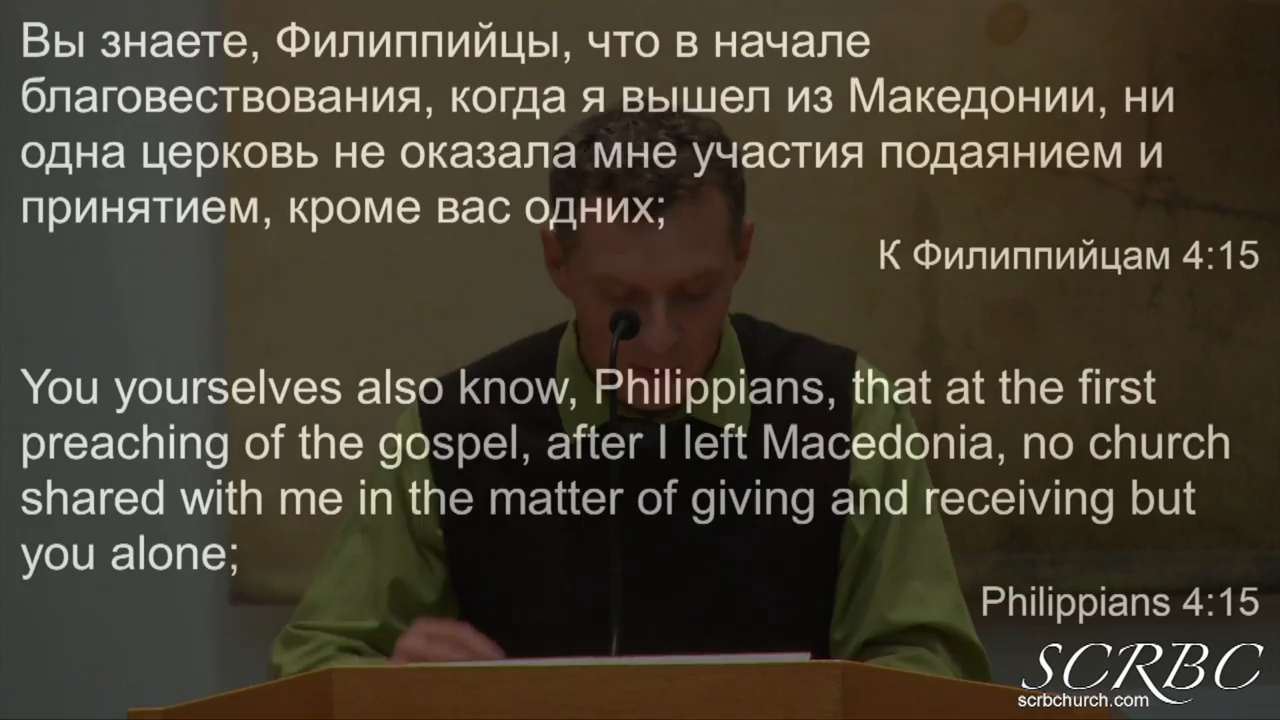 Вы знаете, Филиппийцы, что в начале
благовествования, когда я вышел из Македонии, ни
одна церковь не оказала мне участия подаянием и
принятием, кроме вас одних;
К Филиппийцам 4:15
You yourselves also know, Philippians, that at the first
preaching of the gospel, after I left Macedonia, no church
shared with me in the matter of giving and receiving but
you alone;
Philippians 4:15
SCRBC
scrbchurch.com